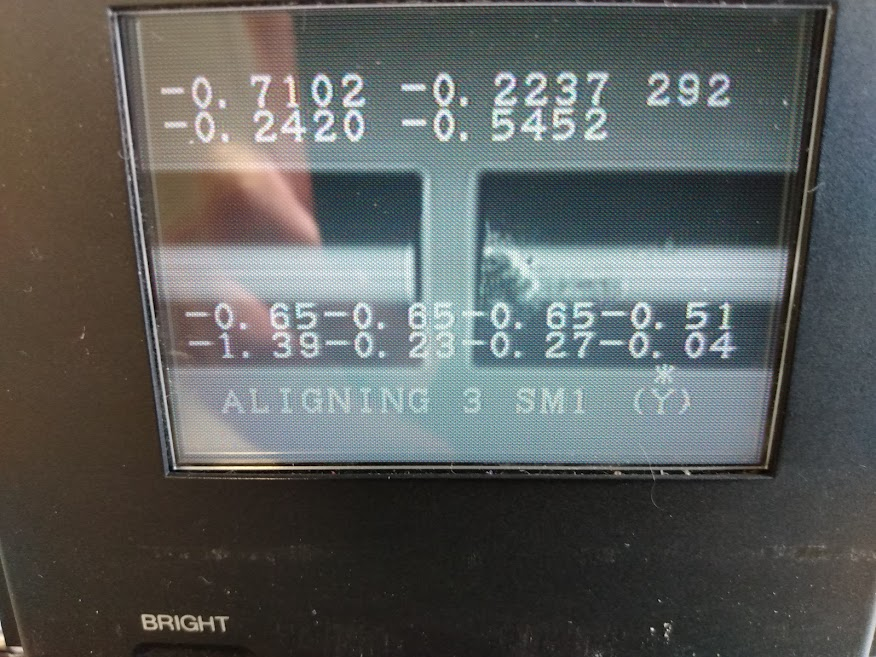 -0.7102 -0.2237 292
-0.2420 -0.5452
-0.65-0.65-0.65-0.51
-1.39-0.23-0.27-0.04
*
ALIGNING 3 SM1 (Y)
BRIGHT